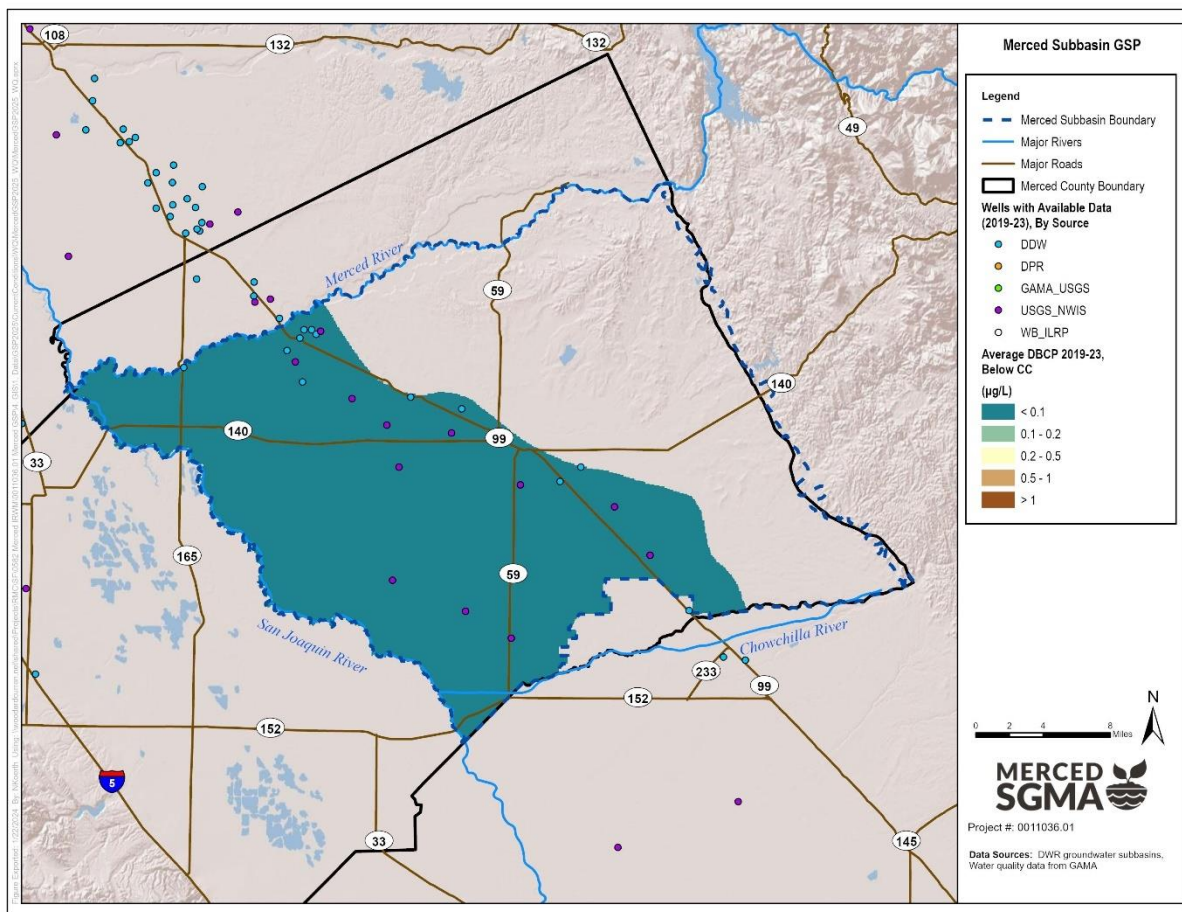 Merced Subbasin GSP
Legend
Merced Subbasin Boundary
Major Rivers
Major Roads
Merced County Boundary
Wells with Available Data
(2019-23), By Source
DDW
DPR
GAMA_USGS
USGS_NWIS
WB_ILRP
Average DBCP 2019-23,
Below CC
(µg/L)
< 0.1
0.1 - 0.2
0.2 - 0.5
0.5 - 1
> 1
108
132
132
49
Merced River
59
140
140
99
33
165
59
San Joaquin River
Chowchilla River
233
99
152
152
5
33
145
N
0 2 4 8
Miles
MERCED
SGMA
Project #: 0011036.01
Data Sources: DWR groundwater subbasins,
Water quality data from GAMA